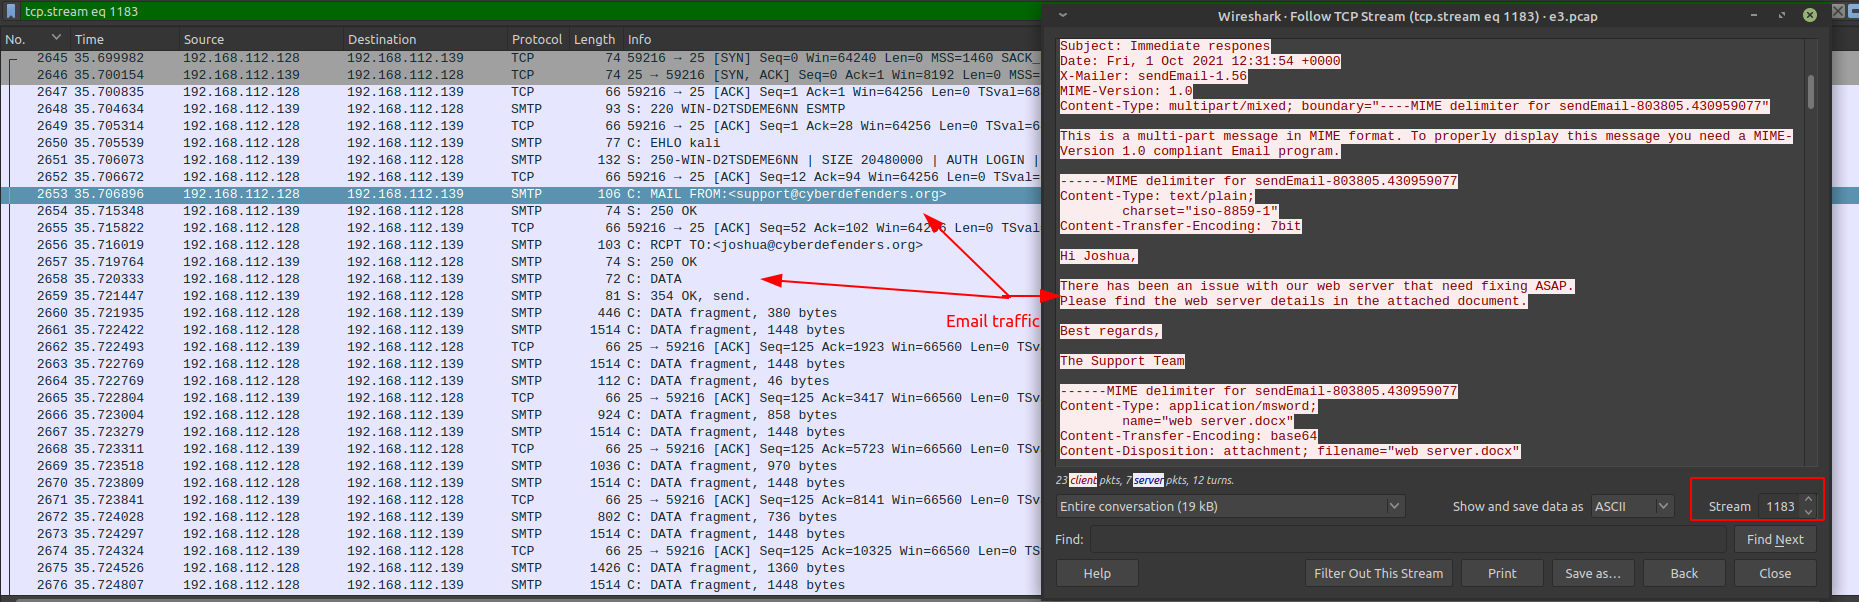 tcp.stream eq 1183
No. Time Source Destination Protocol Length Info
2645 35.699982 192.168.112.128 192.168.112.139 TCP 74 59216 → 25 [SYN] Seq=0 Win=64240 Len=0 MSS=1460 SACK_
2646 35.700154 192.168.112.139 192.168.112.128 TCP 74 25 → 59216 [SYN, ACK] Seq=0 Ack=1 Win=8192 Len=0 MSS=
2647 35.700835 192.168.112.128 192.168.112.139 TCP 66 59216 → 25 [ACK] Seq=1 Ack=1 Win=64256 Len=0 TSval=68
2648 35.704634 192.168.112.139 192.168.112.128 SMTP 93 S: 220 WIN-D2TSDEME6NN ESMTP
2649 35.705314 192.168.112.128 192.168.112.139 TCP 66 59216 → 25 [ACK] Seq=1 Ack=28 Win=64256 Len=0 TSval=6
2650 35.705539 192.168.112.128 192.168.112.139 SMTP 77 C: EHLO kali
2651 35.706073 192.168.112.139 192.168.112.128 SMTP 132 S: 250-WIN-D2TSDEME6NN | SIZE 20480000 | AUTH LOGIN |
2652 35.706672 192.168.112.128 192.168.112.139 TCP 66 59216 → 25 [ACK] Seq=12 Ack=94 Win=64256 Len=0 TSval=
2653 35.706896 192.168.112.128 192.168.112.139 SMTP 106 C: MAIL FROM:<support@cyberdefenders.org>
2654 35.715348 192.168.112.139 192.168.112.128 SMTP 74 S: 250 OK
2655 35.715822 192.168.112.128 192.168.112.139 TCP 66 59216 → 25 [ACK] Seq=52 Ack=102 Win=64256 Len=0 TSval
2656 35.716019 192.168.112.128 192.168.112.139 SMTP 103 C: RCPT TO:<joshua@cyberdefenders.org>
2657 35.719764 192.168.112.139 192.168.112.128 SMTP 74 S: 250 OK
2658 35.720333 192.168.112.128 192.168.112.139 SMTP 72 C: DATA
2659 35.721447 192.168.112.139 192.168.112.128 SMTP 81 S: 354 OK, send.
2660 35.721935 192.168.112.128 192.168.112.139 SMTP 446 C: DATA fragment, 380 bytes
Email traffic
2661 35.722422 192.168.112.128 192.168.112.139 SMTP 1514 C: DATA fragment, 1448 bytes
2662 35.722493 192.168.112.139 192.168.112.128 TCP 66 25 → 59216 [ACK] Seq=125 Ack=1923 Win=66560 Len=0 TSv
2663 35.722769 192.168.112.128 192.168.112.139 SMTP 1514 C: DATA fragment, 1448 bytes
2664 35.722769 192.168.112.128 192.168.112.139 SMTP 112 C: DATA fragment, 46 bytes
2665 35.722804 192.168.112.139 192.168.112.128 TCP 66 25 → 59216 [ACK] Seq=125 Ack=3417 Win=66560 Len=0 TSv
2666 35.723004 192.168.112.128 192.168.112.139 SMTP 924 C: DATA fragment, 858 bytes
2667 35.723279 192.168.112.128 192.168.112.139 SMTP 1514 C: DATA fragment, 1448 bytes
2668 35.723311 192.168.112.139 192.168.112.128 TCP 66 25 → 59216 [ACK] Seq=125 Ack=5723 Win=66560 Len=0 TSv
2669 35.723518 192.168.112.128 192.168.112.139 SMTP 1036 C: DATA fragment, 970 bytes
2670 35.723809 192.168.112.128 192.168.112.139 SMTP 1514 C: DATA fragment, 1448 bytes
2671 35.723841 192.168.112.139 192.168.112.128 TCP 66 25 → 59216 [ACK] Seq=125 Ack=8141 Win=66560 Len=0 TSv
2672 35.724028 192.168.112.128 192.168.112.139 SMTP 802 C: DATA fragment, 736 bytes
2673 35.724297 192.168.112.128 192.168.112.139 SMTP 1514 C: DATA fragment, 1448 bytes
2674 35.724324 192.168.112.139 192.168.112.128 TCP 66 25 → 59216 [ACK] Seq=125 Ack=10325 Win=66560 Len=0 TS
2675 35.724526 192.168.112.128 192.168.112.139 SMTP 1426 C: DATA fragment, 1360 bytes
2676 35.724807 192.168.112.128 192.168.112.139 SMTP 1514 C: DATA fragment, 1448 bytes
Wireshark · Follow TCP Stream (tcp.stream eq 1183) · e3.pcap
Subject: Immediate respones
Date: Fri, 1 Oct 2021 12:31:54 +0000
X-Mailer: sendEmail-1.56
MIME-Version: 1.0
Content-Type: multipart/mixed; boundary="----MIME delimiter for sendEmail-803805.430959077"
This is a multi-part message in MIME format. To properly display this message you need a MIME-
Version 1.0 compliant Email program.
------MIME delimiter for sendEmail-803805.430959077
Content-Type: text/plain;
charset="iso-8859-1"
Content-Transfer-Encoding: 7bit
Hi Joshua,
There has been an issue with our web server that need fixing ASAP.
Please find the web server details in the attached document.
Best regards,
The Support Team
------MIME delimiter for sendEmail-803805.430959077
Content-Type: application/msword;
name="web server.docx"
Content-Transfer-Encoding: base64
Content-Disposition: attachment; filename="web server.docx"
23 client pkts, 7 server pkts, 12 turns.
Entire conversation (19 kB) Show and save data as ASCII Stream 1183
Find: Find Next
Help Filter Out This Stream Print Save as… Back Close